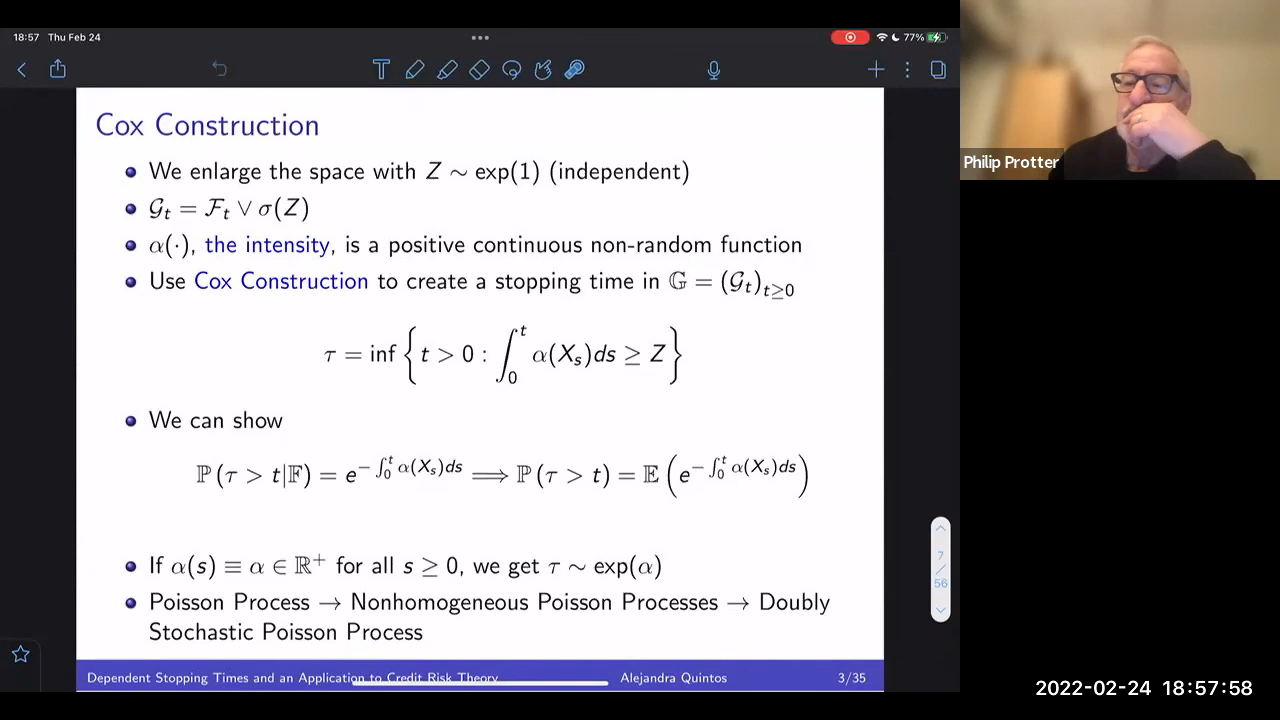 18:57 Thu Feb 24
77%
Cox Construction
We enlarge the space with Z ∼ exp(1) (independent)
𝒢_t = ℱ_t ∨ σ(Z)
α(·), the intensity, is a positive continuous non-random function
Use Cox Construction to create a stopping time in 𝔾 = (𝒢_t)_{t≥0}
τ = inf { t > 0 : ∫_0^t α(X_s)ds ≥ Z }
We can show
ℙ(τ > t|𝔽) = e^{−∫_0^t α(X_s)ds} ⟹ ℙ(τ > t) = 𝔼(e^{−∫_0^t α(X_s)ds})
If α(s) ≡ α ∈ ℝ^+ for all s ≥ 0, we get τ ∼ exp(α)
Poisson Process → Nonhomogeneous Poisson Processes → Doubly
Stochastic Poisson Process
7
/
56
Dependent Stopping Times and an Application to Credit Risk Theory Alejandra Quintos 3/35
Philip Protter
2022-02-24 18:57:58